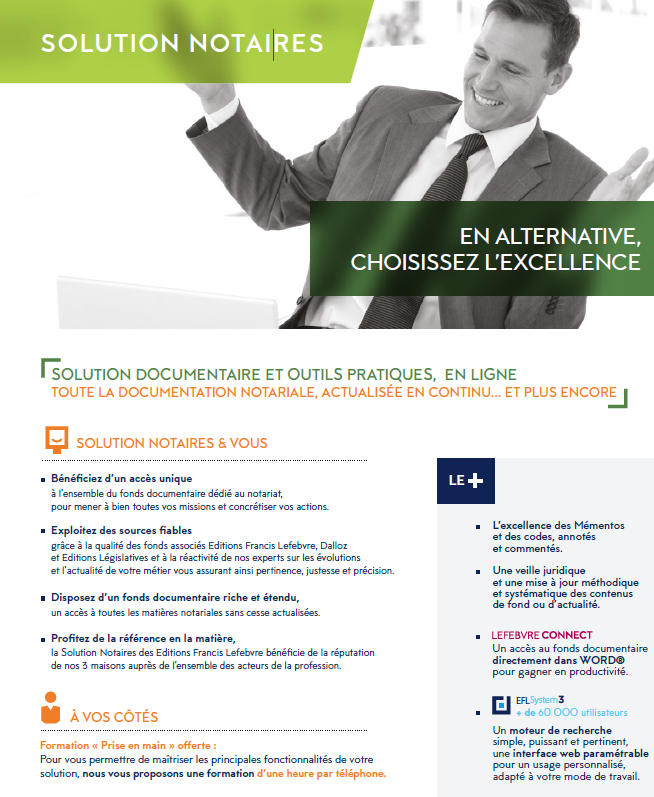 SOLUTION NOTAIRES
EN ALTERNATIVE,
CHOISISSEZ L'EXCELLENCE
SOLUTION DOCUMENTAIRE ET OUTILS PRATIQUES, EN LIGNE
TOUTE LA DOCUMENTATION NOTARIALE, ACTUALISÉE EN CONTINU... ET PLUS ENCORE
SOLUTION NOTAIRES & VOUS
Bénéficiez d'un accès unique
à l'ensemble du fonds documentaire dédié au notariat,
pour mener à bien toutes vos missions et concrétiser vos actions.
Exploitez des sources fiables
grâce à la qualité des fonds associés Editions Francis Lefebvre, Dalloz
et Editions Législatives et à la réactivité de nos experts sur les évolutions
et l'actualité de votre métier vous assurant ainsi pertinence, justesse et précision.
Disposez d'un fonds documentaire riche et étendu,
un accès à toutes les matières notariales sans cesse actualisées.
Profitez de la référence en la matière,
la Solution Notaires des Editions Francis Lefebvre bénéficie de la réputation
de nos 3 maisons auprès de l'ensemble des acteurs de la profession.
À VOS CÔTÉS
Formation « Prise en main » offerte :
Pour vous permettre de maîtriser les principales fonctionnalités de votre
solution, nous vous proposons une formation d'une heure par téléphone.
LE +
L'excellence des Mémentos
et des codes, annotés
et commentés.
Une veille juridique
et une mise à jour méthodique
et systématique des contenus
de fond ou d'actualité.
LEFEBVRE CONNECT
Un accès au fonds documentaire
directement dans WORD®
pour gagner en productivité.
EFLSystem3
+ de 60 000 utilisateurs
Un moteur de recherche
simple, puissant et pertinent,
une interface web paramétrable
pour un usage personnalisé,
adapté à votre mode de travail.